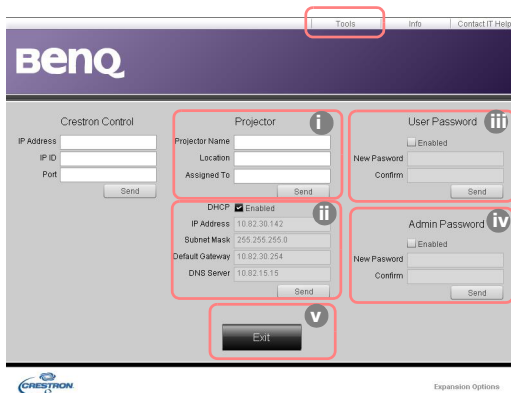 Tools Info Contact IT Help
BenQ
Crestron Control
IP Address
IP ID
Port
Send
Projector
i
Projector Name
Location
Assigned To
Send
DHCP Enabled
ii
IP Address 10.82.30.142
Subnet Mask 255.255.255.0
Default Gateway 10.82.30.254
DNS Server 10.82.15.15
Send
User Password
iii
Enabled
New Pasword
Confirm
Send
Admin Password
iv
Enabled
New Pasword
Confirm
Send
v
Exit
CRESTRON
Expansion Options